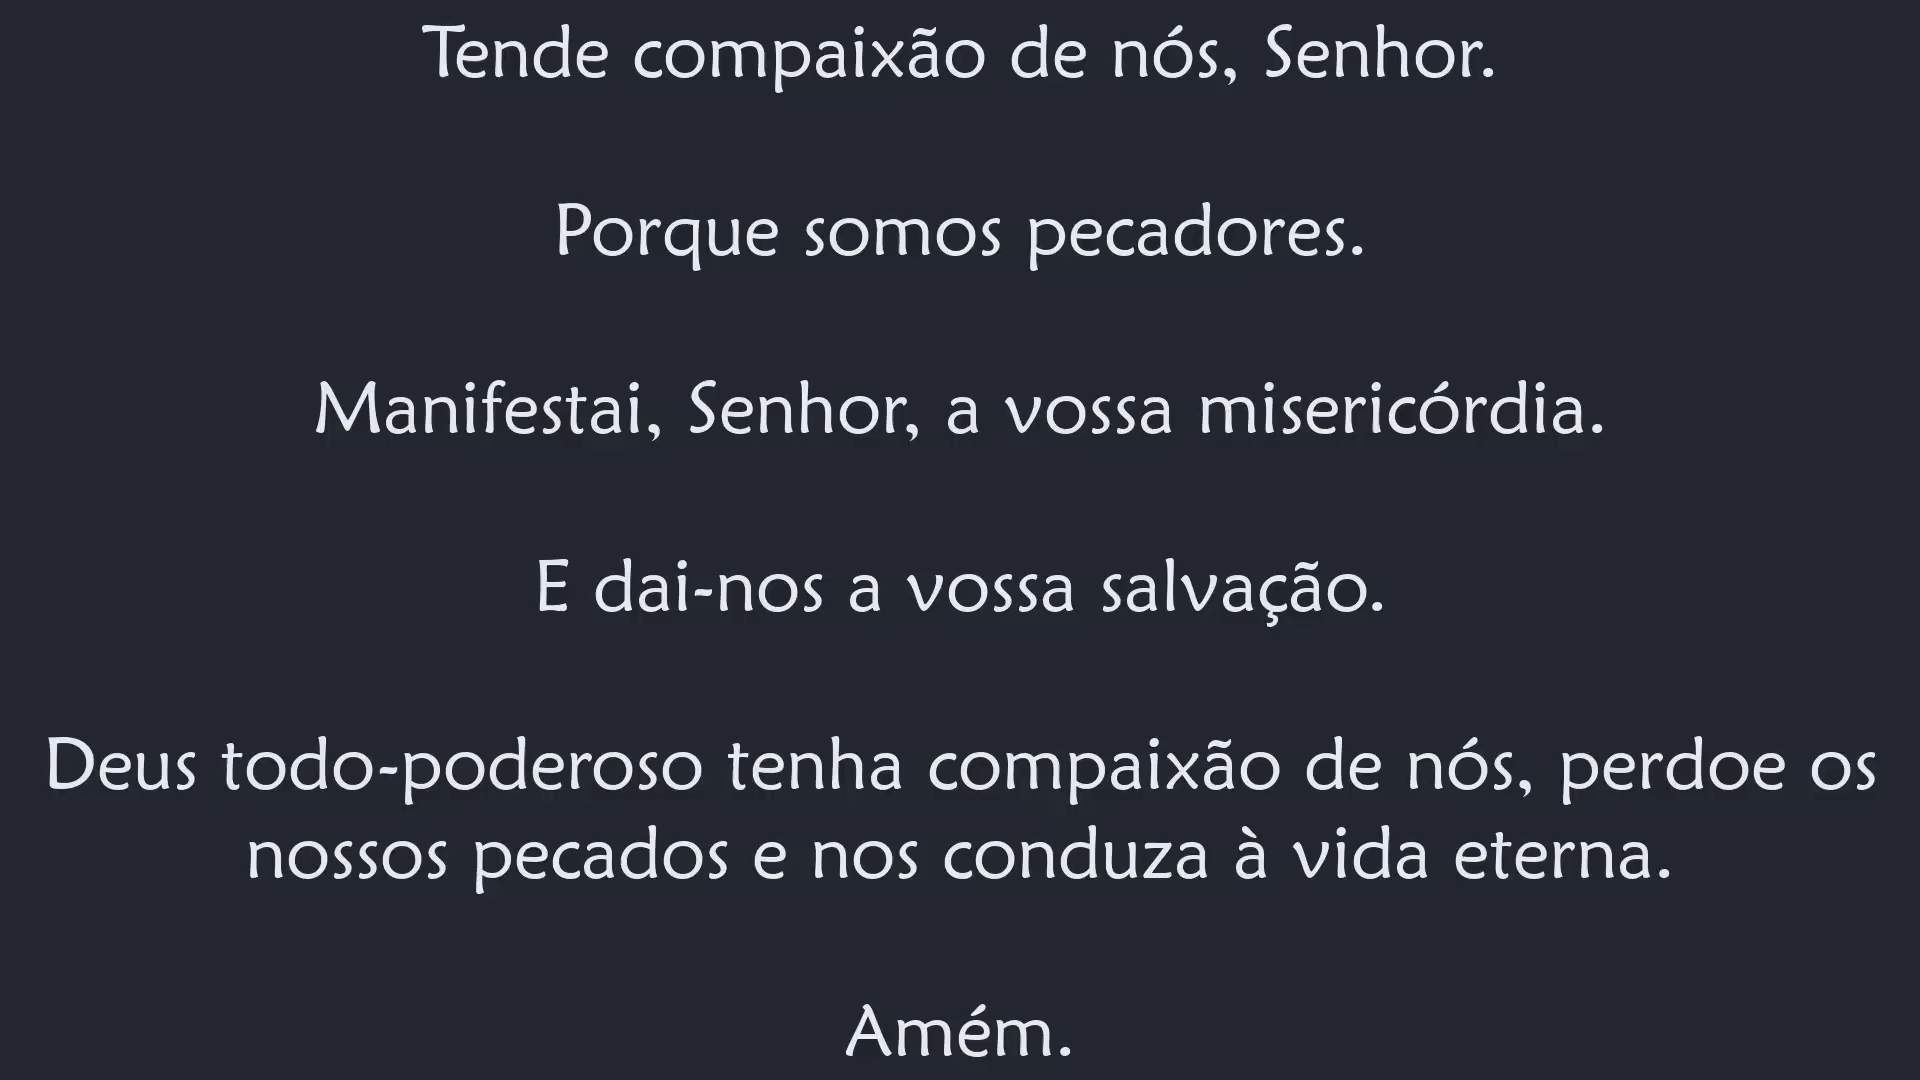 Tende compaixão de nós, Senhor.
Porque somos pecadores.
Manifestai, Senhor, a vossa misericórdia.
E dai-nos a vossa salvação.
Deus todo-poderoso tenha compaixão de nós, perdoe os
nossos pecados e nos conduza à vida eterna.
Amém.